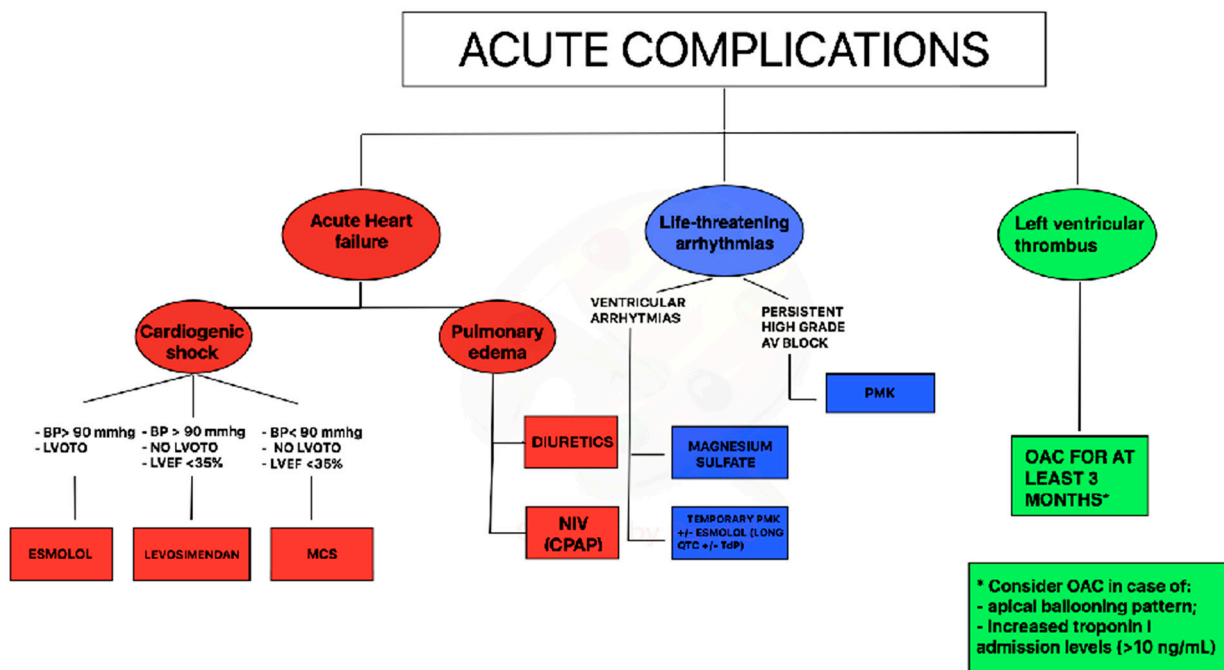 ACUTE COMPLICATIONS
Acute Heart
failure
Life-threatening
arrhythmias
Left ventricular
thrombus
Cardiogenic
shock
Pulmonary
edema
VENTRICULAR
ARRHYTMIAS
PERSISTENT
HIGH GRADE
AV BLOCK
- BP> 90 mmhg
- LVOTO
- BP > 90 mmhg
- NO LVOTO
- LVEF <35%
- BP< 90 mmhg
- NO LVOTO
- LVEF <35%
ESMOLOL
LEVOSIMENDAN
MCS
DIURETICS
NIV
(CPAP)
MAGNESIUM
SULFATE
TEMPORARY PMK
+/- ESMOLOL (LONG
QTC +/- TdP)
PMK
OAC FOR AT
LEAST 3
MONTHS*
* Consider OAC in case of:
- apical ballooning pattern;
- Increased troponin I
admission levels (>10 ng/mL)